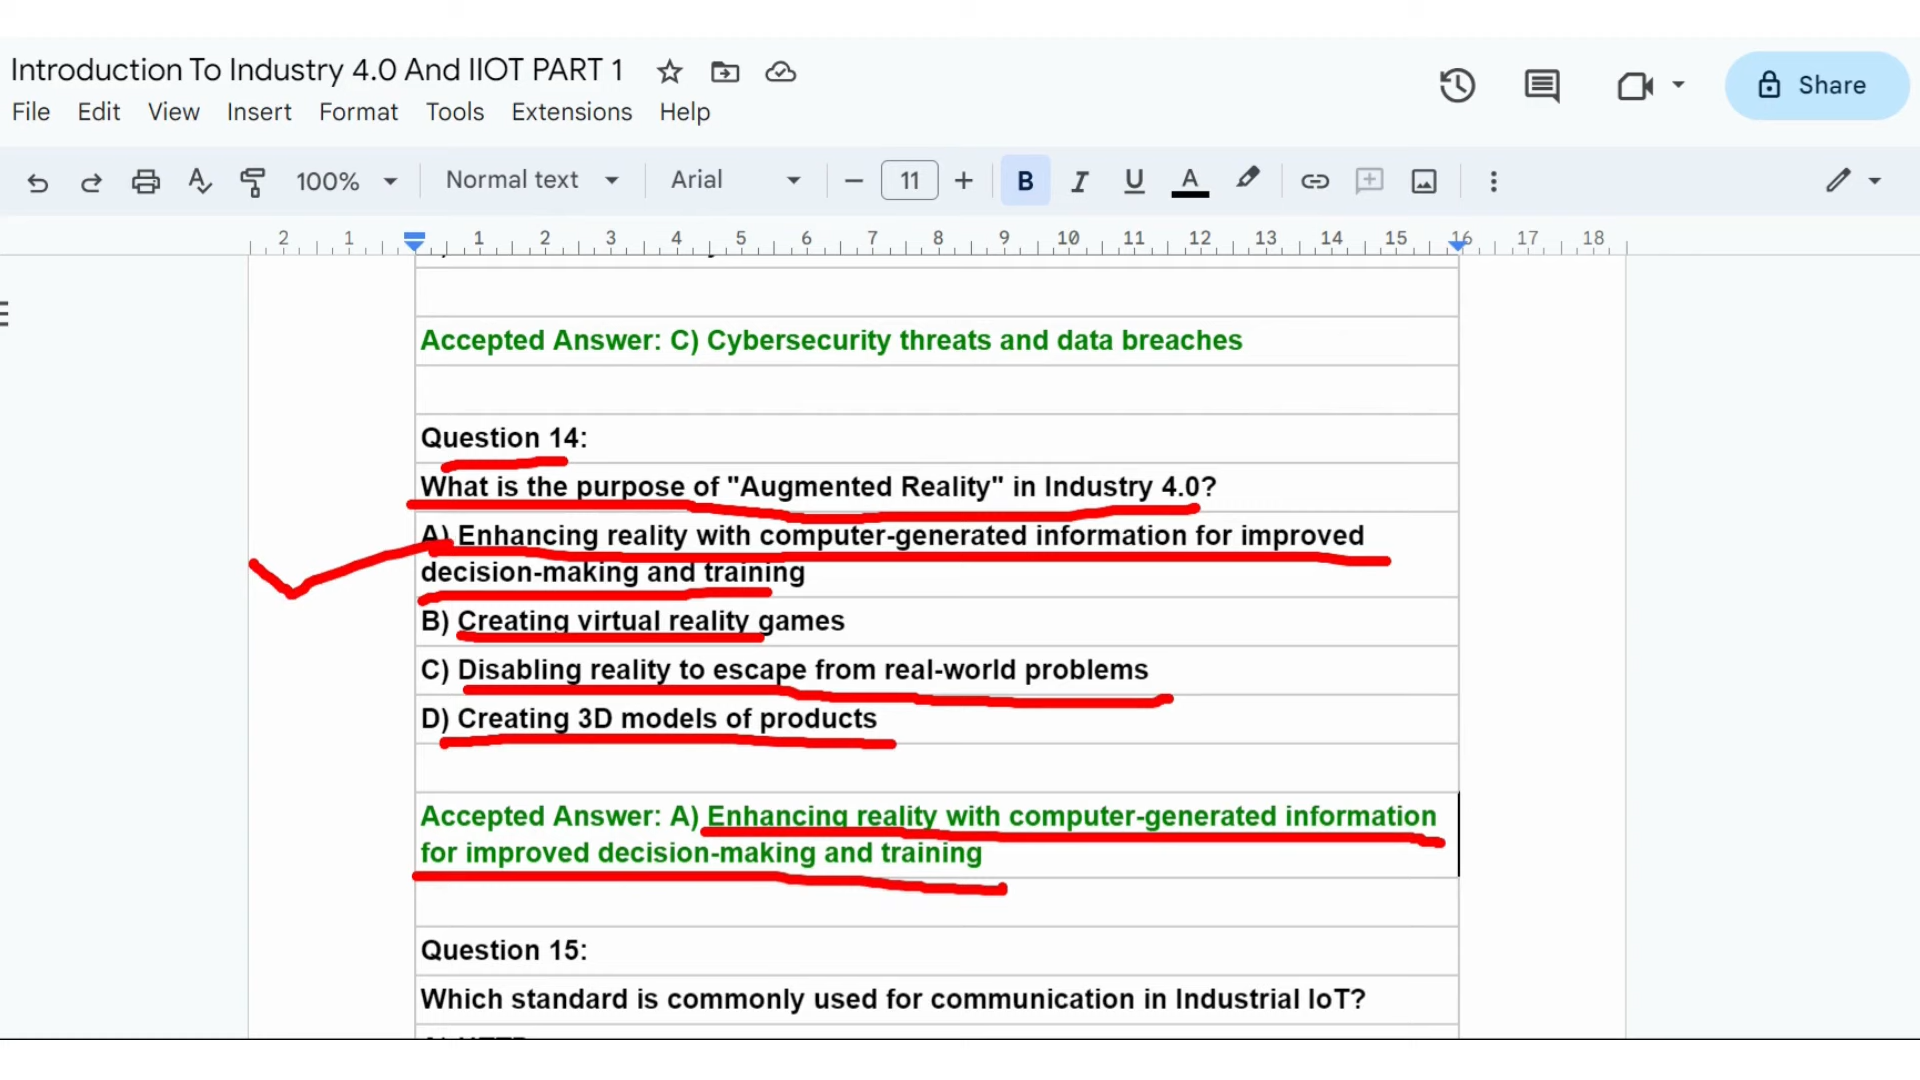 Introduction To Industry 4.0 And IIOT PART 1
Share
File Edit View Insert Format Tools Extensions Help
100% Normal text Arial 11 B I U A
2 1 1 2 3 4 5 6 7 8 9 10 11 12 13 14 15 16 17 18
Accepted Answer: C) Cybersecurity threats and data breaches
Question 14:
What is the purpose of "Augmented Reality" in Industry 4.0?
A) Enhancing reality with computer-generated information for improved
decision-making and training
B) Creating virtual reality games
C) Disabling reality to escape from real-world problems
D) Creating 3D models of products
Accepted Answer: A) Enhancing reality with computer-generated information
for improved decision-making and training
Question 15:
Which standard is commonly used for communication in Industrial IoT?